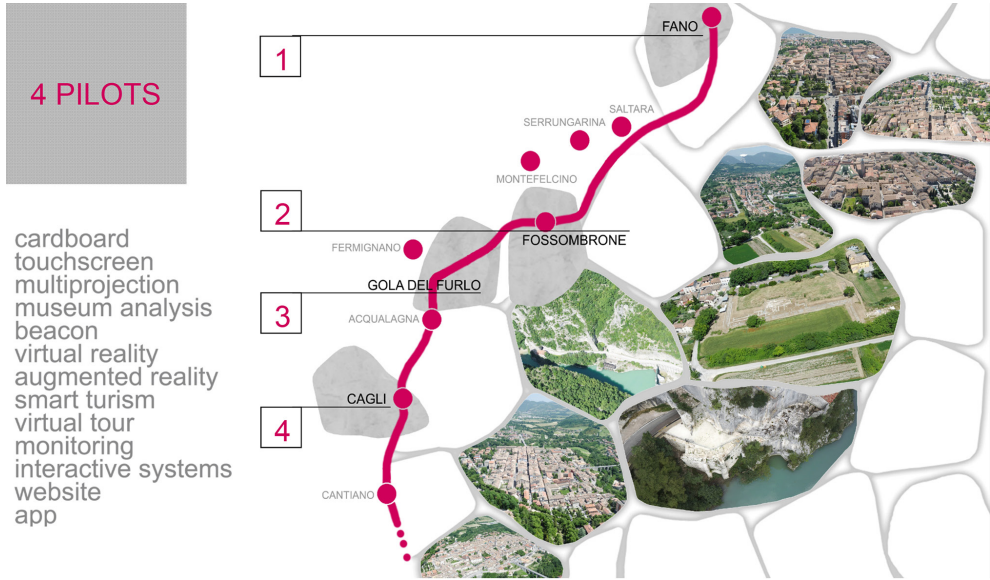 4 PILOTS
cardboard
touchscreen
multiprojection
museum analysis
beacon
virtual reality
augmented reality
smart turism
virtual tour
monitoring
interactive systems
website
app
1
FANO
SALTARA
SERRUNGARINA
MONTEFELCINO
2
FOSSOMBRONE
FERMIGNANO
GOLA DEL FURLO
3
ACQUALAGNA
CAGLI
4
CANTIANO